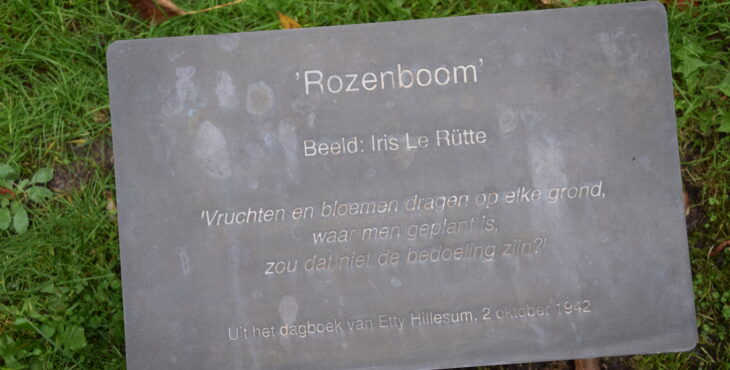 'Rozenboom'
Beeld: Iris Le Rütte
'Vruchten en bloemen dragen op elke grond,
waar men geplant is,
zou dat niet de bedoeling zijn?'
Uit het dagboek van Etty Hillesum, 2 oktober 1942